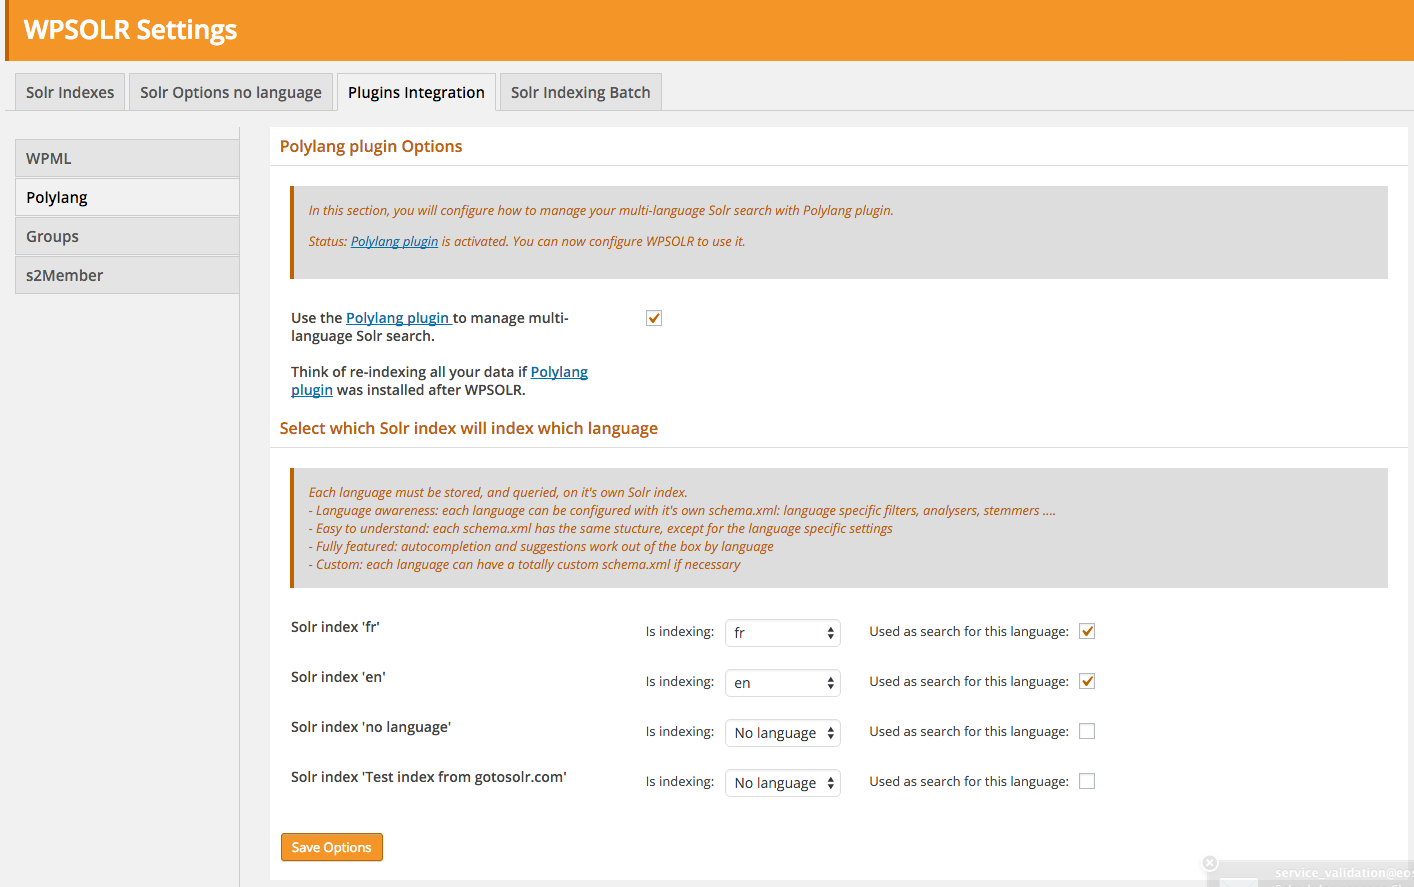 WPSOLR Settings
Solr Indexes
Solr Options no language
Plugins Integration
Solr Indexing Batch
WPML
Polylang
Groups
s2Member
Polylang plugin Options
In this section, you will configure how to manage your multi-language Solr search with Polylang plugin.
Status: Polylang plugin is activated. You can now configure WPSOLR to use it.
Use the Polylang plugin to manage multi-
language Solr search.
Think of re-indexing all your data if Polylang
plugin was installed after WPSOLR.
Select which Solr index will index which language
Each language must be stored, and queried, on it's own Solr index.
- Language awareness: each language can be configured with it's own schema.xml: language specific filters, analysers, stemmers ....
- Easy to understand: each schema.xml has the same stucture, except for the language specific settings
- Fully featured: autocompletion and suggestions work out of the box by language
- Custom: each language can have a totally custom schema.xml if necessary
Solr index 'fr' Is indexing: fr Used as search for this language:
Solr index 'en' Is indexing: en Used as search for this language:
Solr index 'no language' Is indexing: No language Used as search for this language:
Solr index 'Test index from gotosolr.com' Is indexing: No language Used as search for this language:
Save Options
service_validation@eos